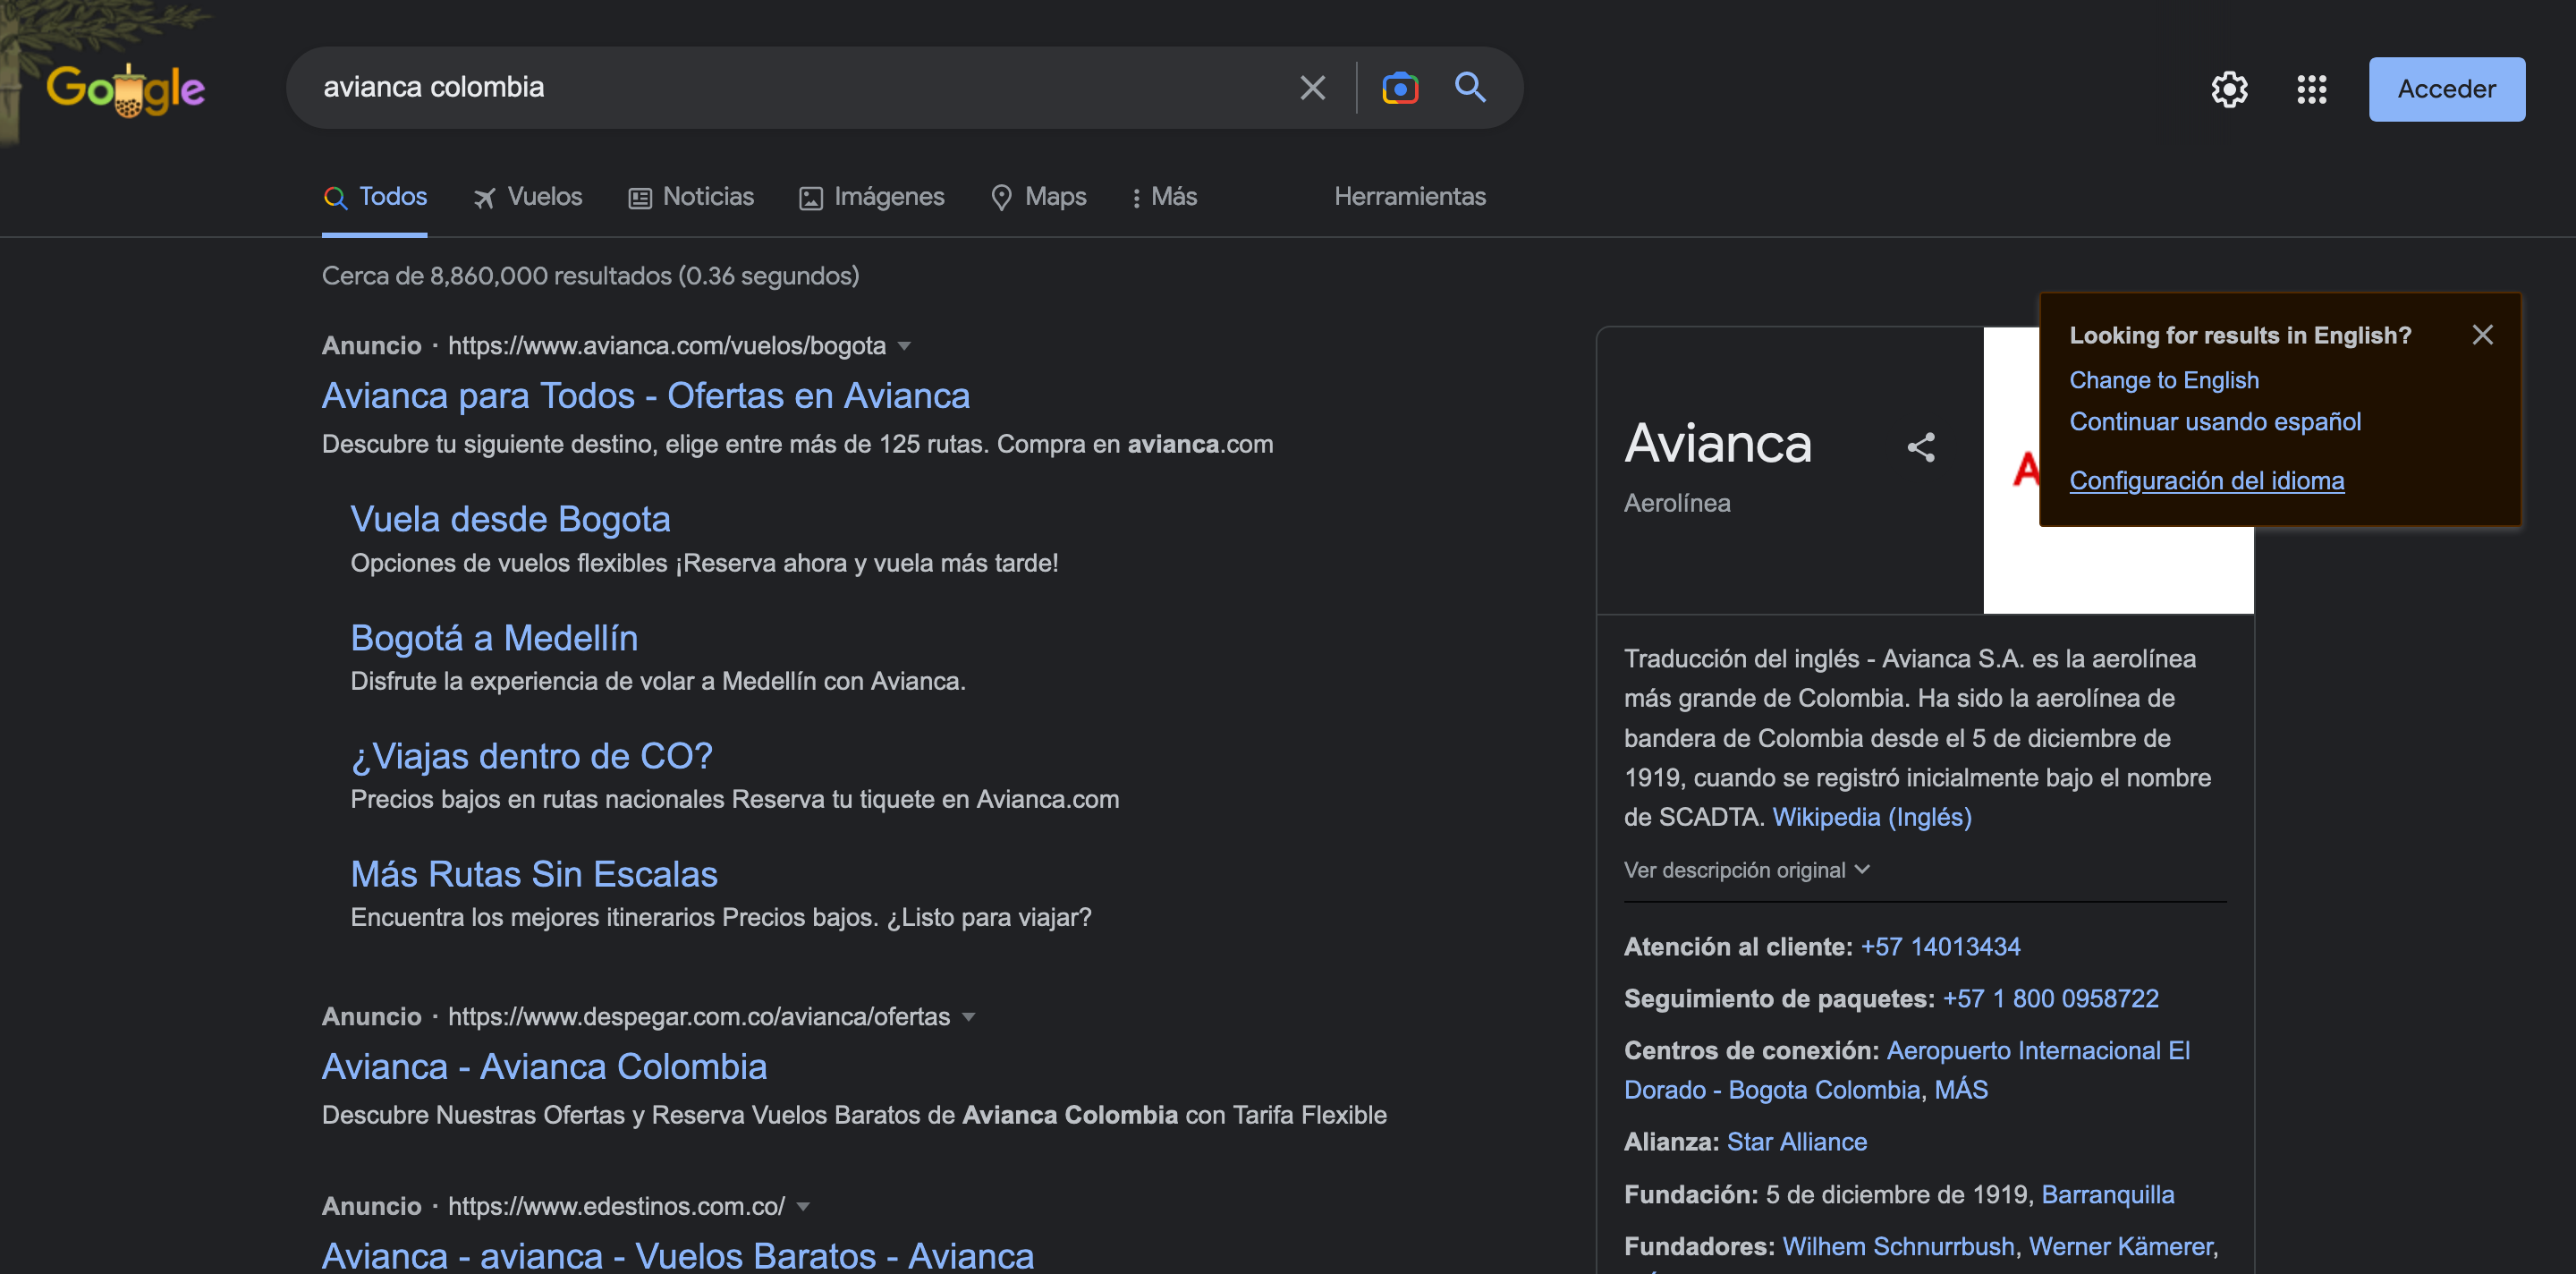 Google
avianca colombia
Acceder
Todos
Vuelos
Noticias
Imágenes
Maps
Más
Herramientas
Cerca de 8,860,000 resultados (0.36 segundos)
Anuncio · https://www.avianca.com/vuelos/bogota
Avianca para Todos - Ofertas en Avianca
Descubre tu siguiente destino, elige entre más de 125 rutas. Compra en avianca.com
Vuela desde Bogota
Opciones de vuelos flexibles ¡Reserva ahora y vuela más tarde!
Bogotá a Medellín
Disfrute la experiencia de volar a Medellín con Avianca.
¿Viajas dentro de CO?
Precios bajos en rutas nacionales Reserva tu tiquete en Avianca.com
Más Rutas Sin Escalas
Encuentra los mejores itinerarios Precios bajos. ¿Listo para viajar?
Anuncio · https://www.despegar.com.co/avianca/ofertas
Avianca - Avianca Colombia
Descubre Nuestras Ofertas y Reserva Vuelos Baratos de Avianca Colombia con Tarifa Flexible
Anuncio · https://www.edestinos.com.co/
Avianca - avianca - Vuelos Baratos - Avianca
Looking for results in English?
Change to English
Continuar usando español
Configuración del idioma
Avianca
Aerolínea
A
Traducción del inglés - Avianca S.A. es la aerolínea
más grande de Colombia. Ha sido la aerolínea de
bandera de Colombia desde el 5 de diciembre de
1919, cuando se registró inicialmente bajo el nombre
de SCADTA. Wikipedia (Inglés)
Ver descripción original
Atención al cliente: +57 14013434
Seguimiento de paquetes: +57 1 800 0958722
Centros de conexión: Aeropuerto Internacional El
Dorado - Bogota Colombia, MÁS
Alianza: Star Alliance
Fundación: 5 de diciembre de 1919, Barranquilla
Fundadores: Wilhem Schnurrbush, Werner Kämerer,